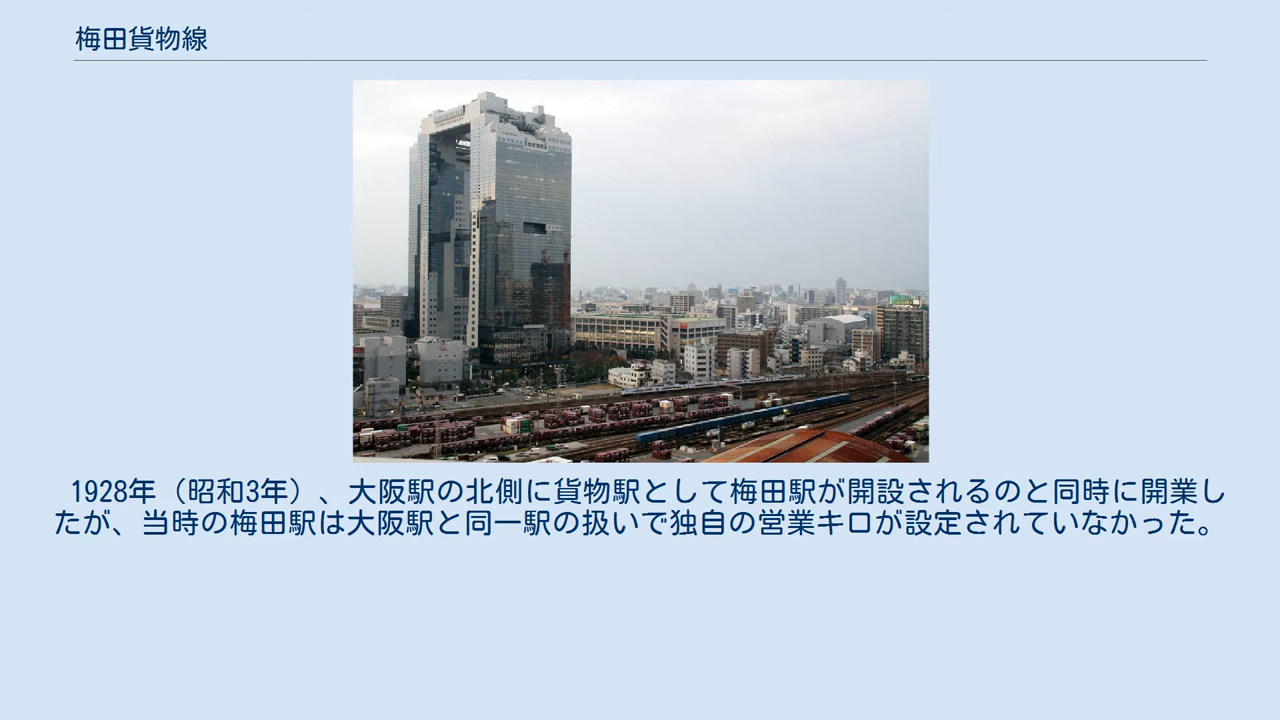 梅田貨物線
1928年（昭和3年）、大阪駅の北側に貨物駅として梅田駅が開設されるのと同時に開業し
たが、当時の梅田駅は大阪駅と同一駅の扱いで独自の営業キロが設定されていなかった。